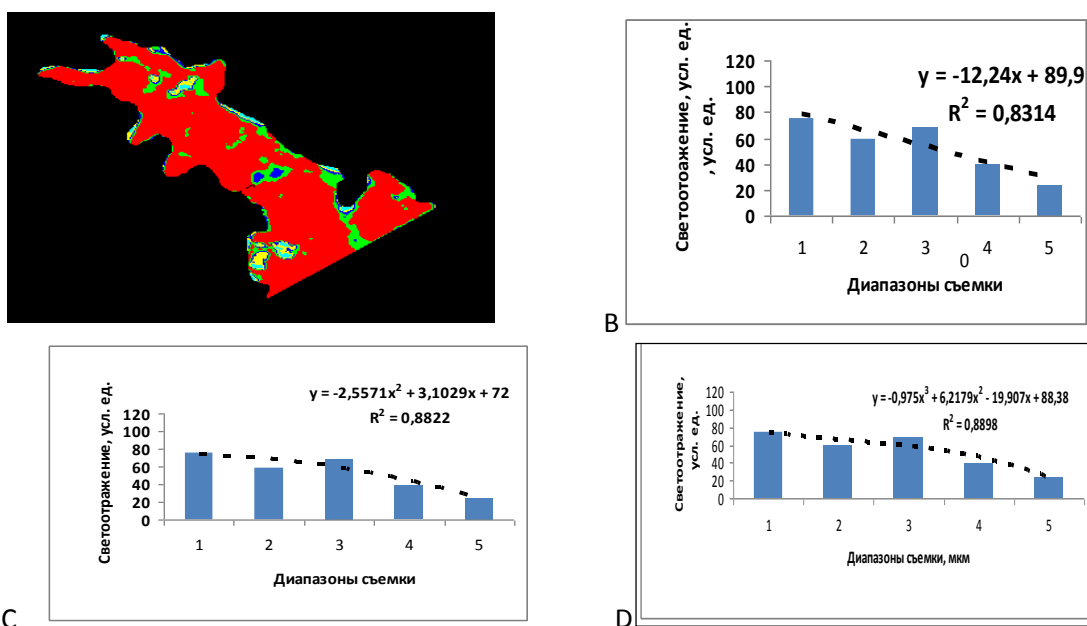 Светоотоажение, усл. ед.
, усл. ед.
y = -12,24x + 89,9
R² = 0,8314
120
100
80
60
40
20
0
1 2 3 4 5
0
Диапазоны съемки
B
Светоотражение, усл. ед.
y = -2,5571x² + 3,1029x + 72
R² = 0,8822
120
100
80
60
40
20
0
1 2 3 4 5
Диапазоны съемки
C
Светоотражение,
усл. ед.
y = -0,975x³ + 6,2179x² - 19,907x + 88,38
R² = 0,8898
120
100
80
60
40
20
0
1 2 3 4 5
Диапазоны съемки, мкм
D